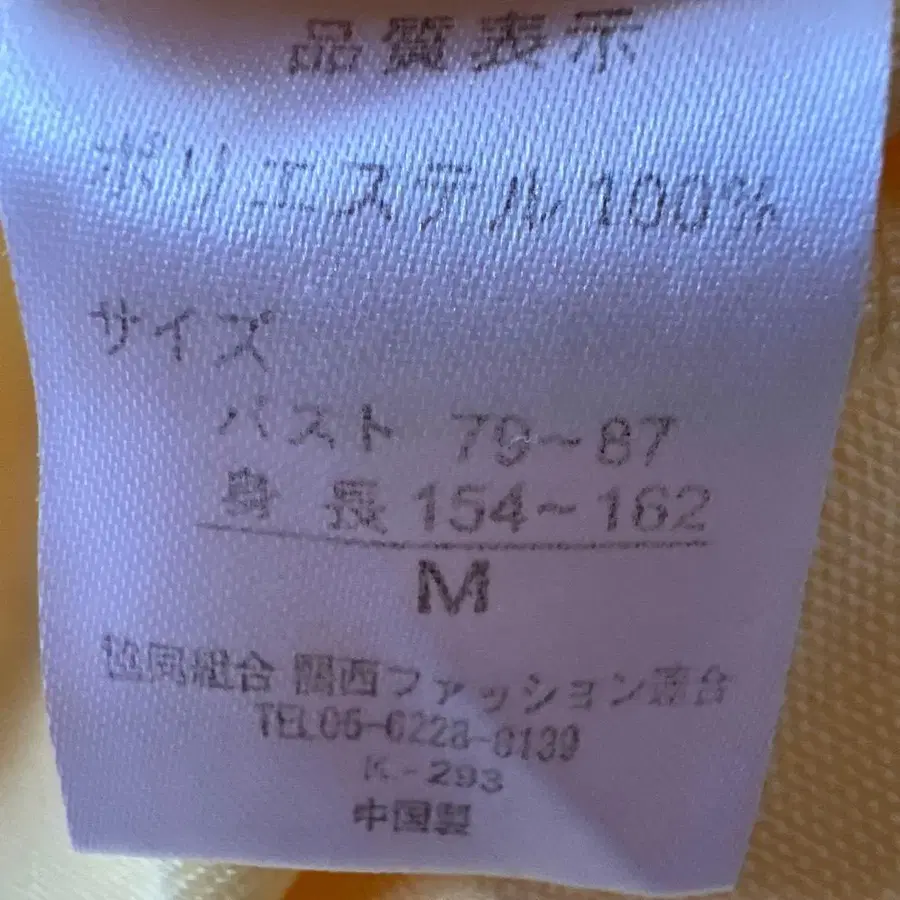 品質表示
ポリエステル100%
サイズ
バスト 79~87
身 長 154~162
M
協同組合 関西ファッション連合
TEL06-6228-6139
K-293
中国製